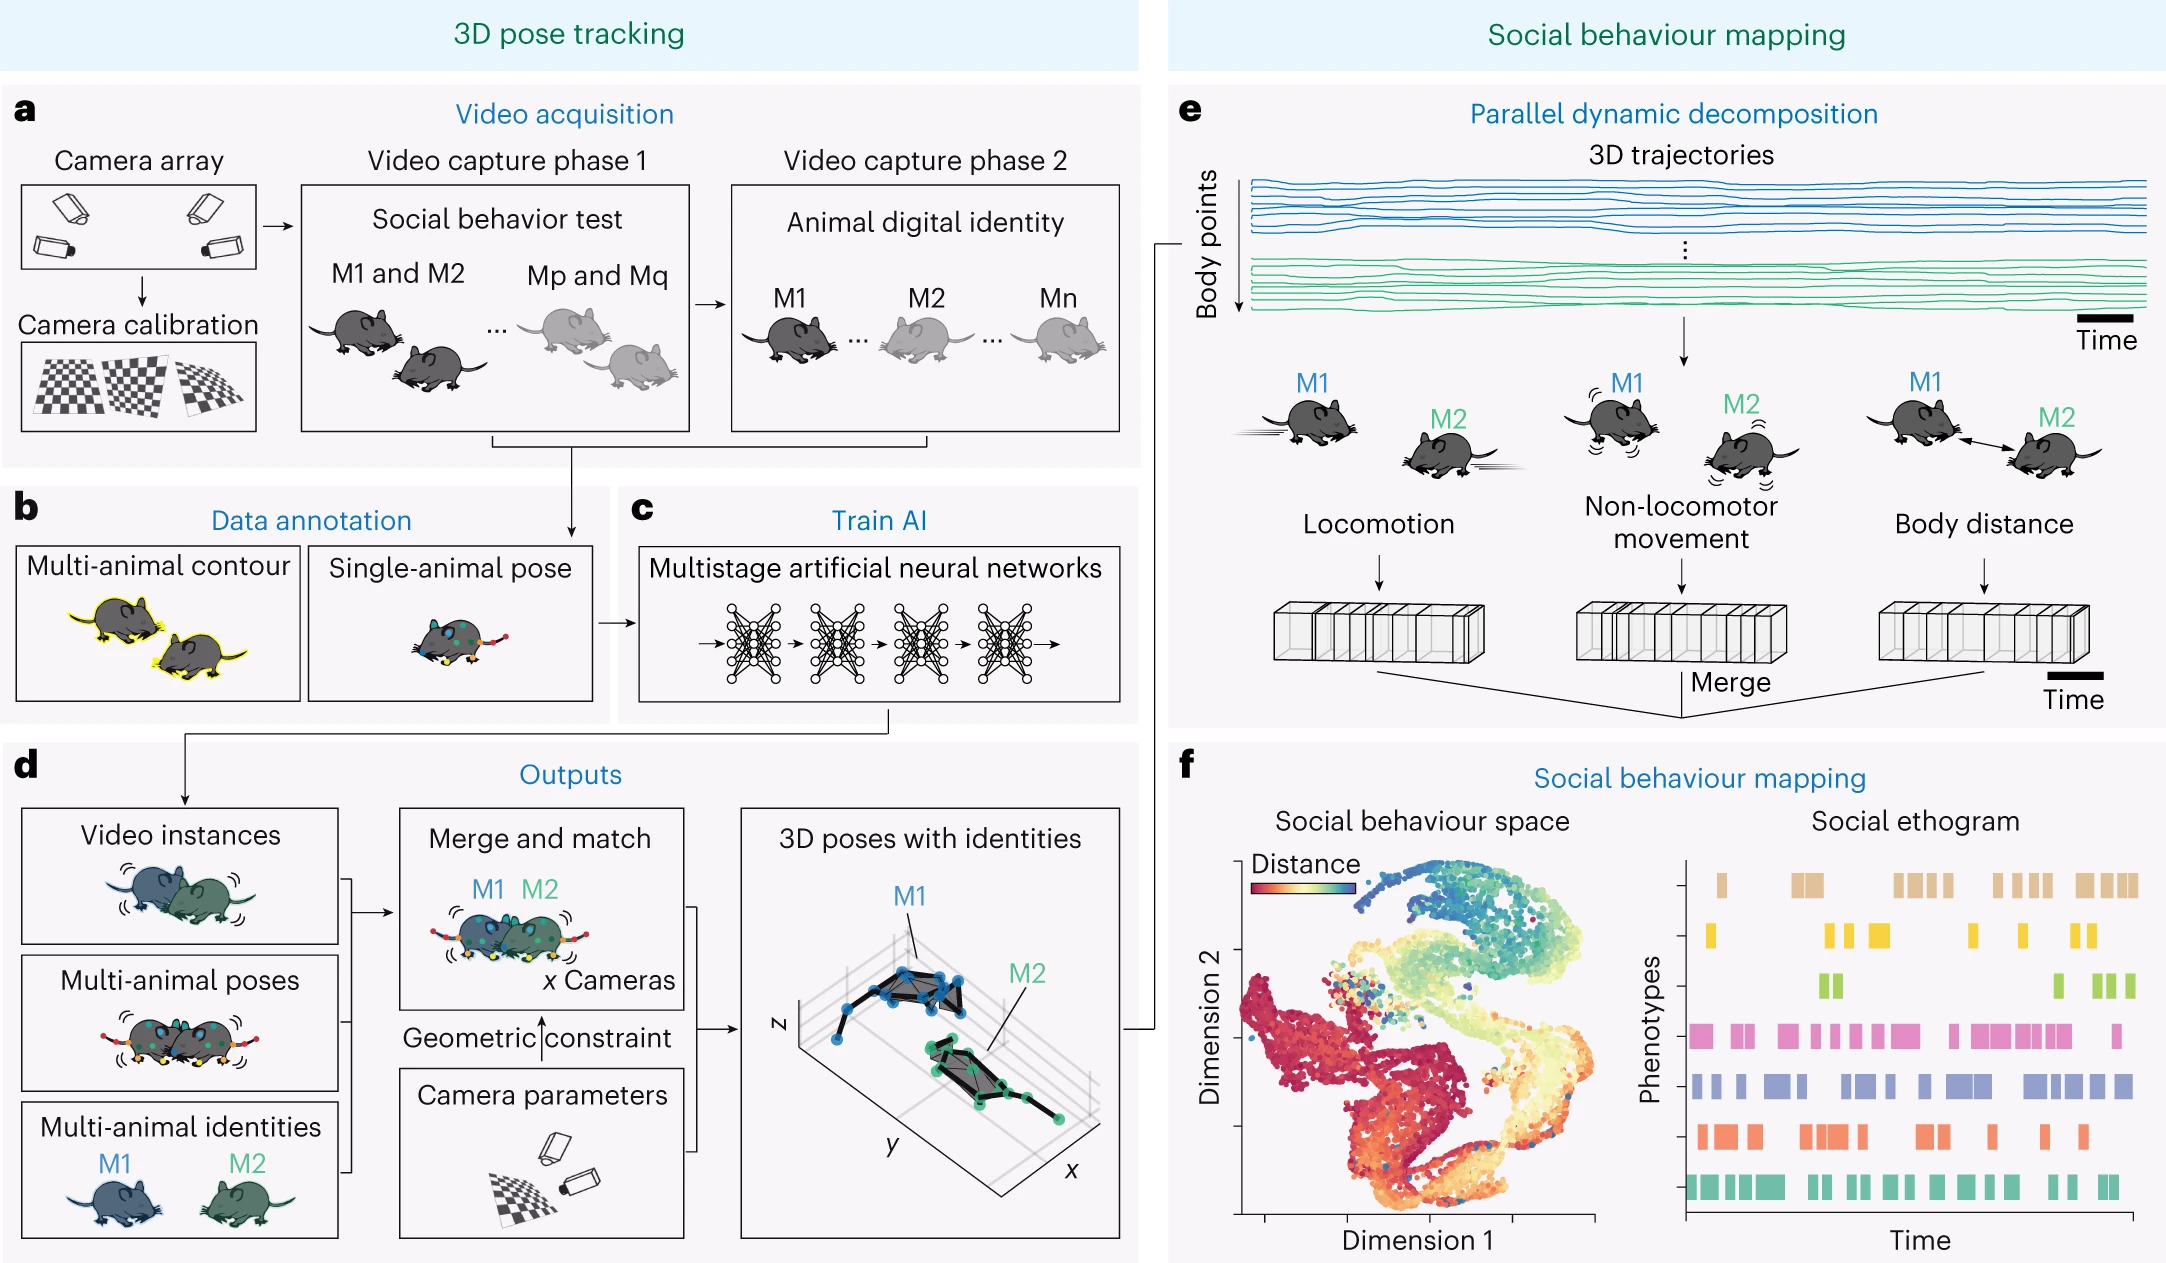 3D pose tracking
Social behaviour mapping
a
Video acquisition
Camera array
Camera calibration
Video capture phase 1
Social behavior test
M1 and M2
...
Mp and Mq
Video capture phase 2
Animal digital identity
M1
...
M2
...
Mn
b
Data annotation
Multi-animal contour
Single-animal pose
c
Train AI
Multistage artificial neural networks
d
Outputs
Video instances
Multi-animal poses
Multi-animal identities
M1
M2
Merge and match
M1 M2
x Cameras
Geometric constraint
Camera parameters
3D poses with identities
M1
M2
z
y
x
e
Parallel dynamic decomposition
3D trajectories
Body points
...
Time
M1
M2
M1
M2
M1
M2
Locomotion
Non-locomotor
movement
Body distance
Merge
Time
f
Social behaviour mapping
Social behaviour space
Distance
Dimension 2
Dimension 1
Social ethogram
Phenotypes
Time